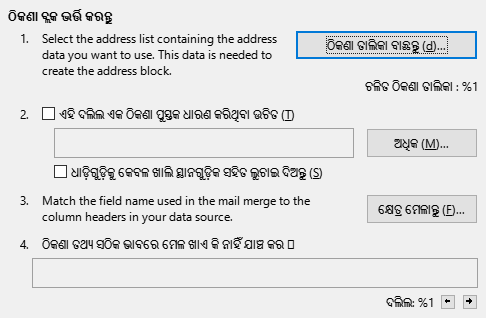 ଠିକଣା ବ୍ଲକ ଭର୍ତ୍ତି କରନ୍ତୁ
1. Select the address list containing the address
data you want to use. This data is needed to
create the address block.
ଠିକଣା ତାଲିକା ବାଛନ୍ତୁ (d)...
ଚଳିତ ଠିକଣା ତାଲିକା : %1
2. ଏହି ଦଲିଲ ଏକ ଠିକଣା ପୁସ୍ତକ ଧାରଣ କରିଥିବା ଉଚିତ (T)
ଅଧିକ (M)...
ଧାଡ଼ିଗୁଡ଼ିକୁ କେବଳ ଖାଲି ସ୍ଥାନଗୁଡ଼ିକ ସହିତ ଲୁଚାଇ ଦିଅନ୍ତୁ (S)
3. Match the field name used in the mail merge to the
column headers in your data source.
କ୍ଷେତ୍ର ମେଳାନ୍ତୁ (F)...
4. ଠିକଣା ତଥ୍ୟ ସଠିକ ଭାବରେ ମେଳ ଖାଏ କି ନାହିଁ ଯାଞ୍ଚ କର
ଦଲିଲ: %1